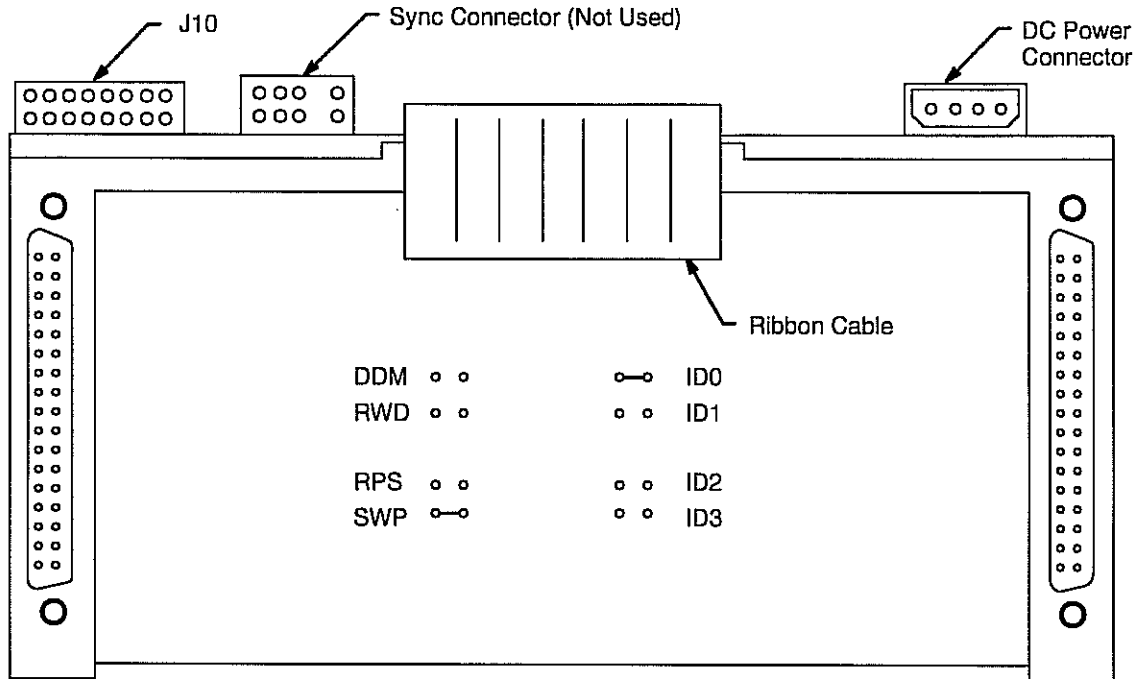 J10
Sync Connector (Not Used)
DC Power
Connector
Ribbon Cable
DDM
ID0
RWD
ID1
RPS
ID2
SWP
ID3